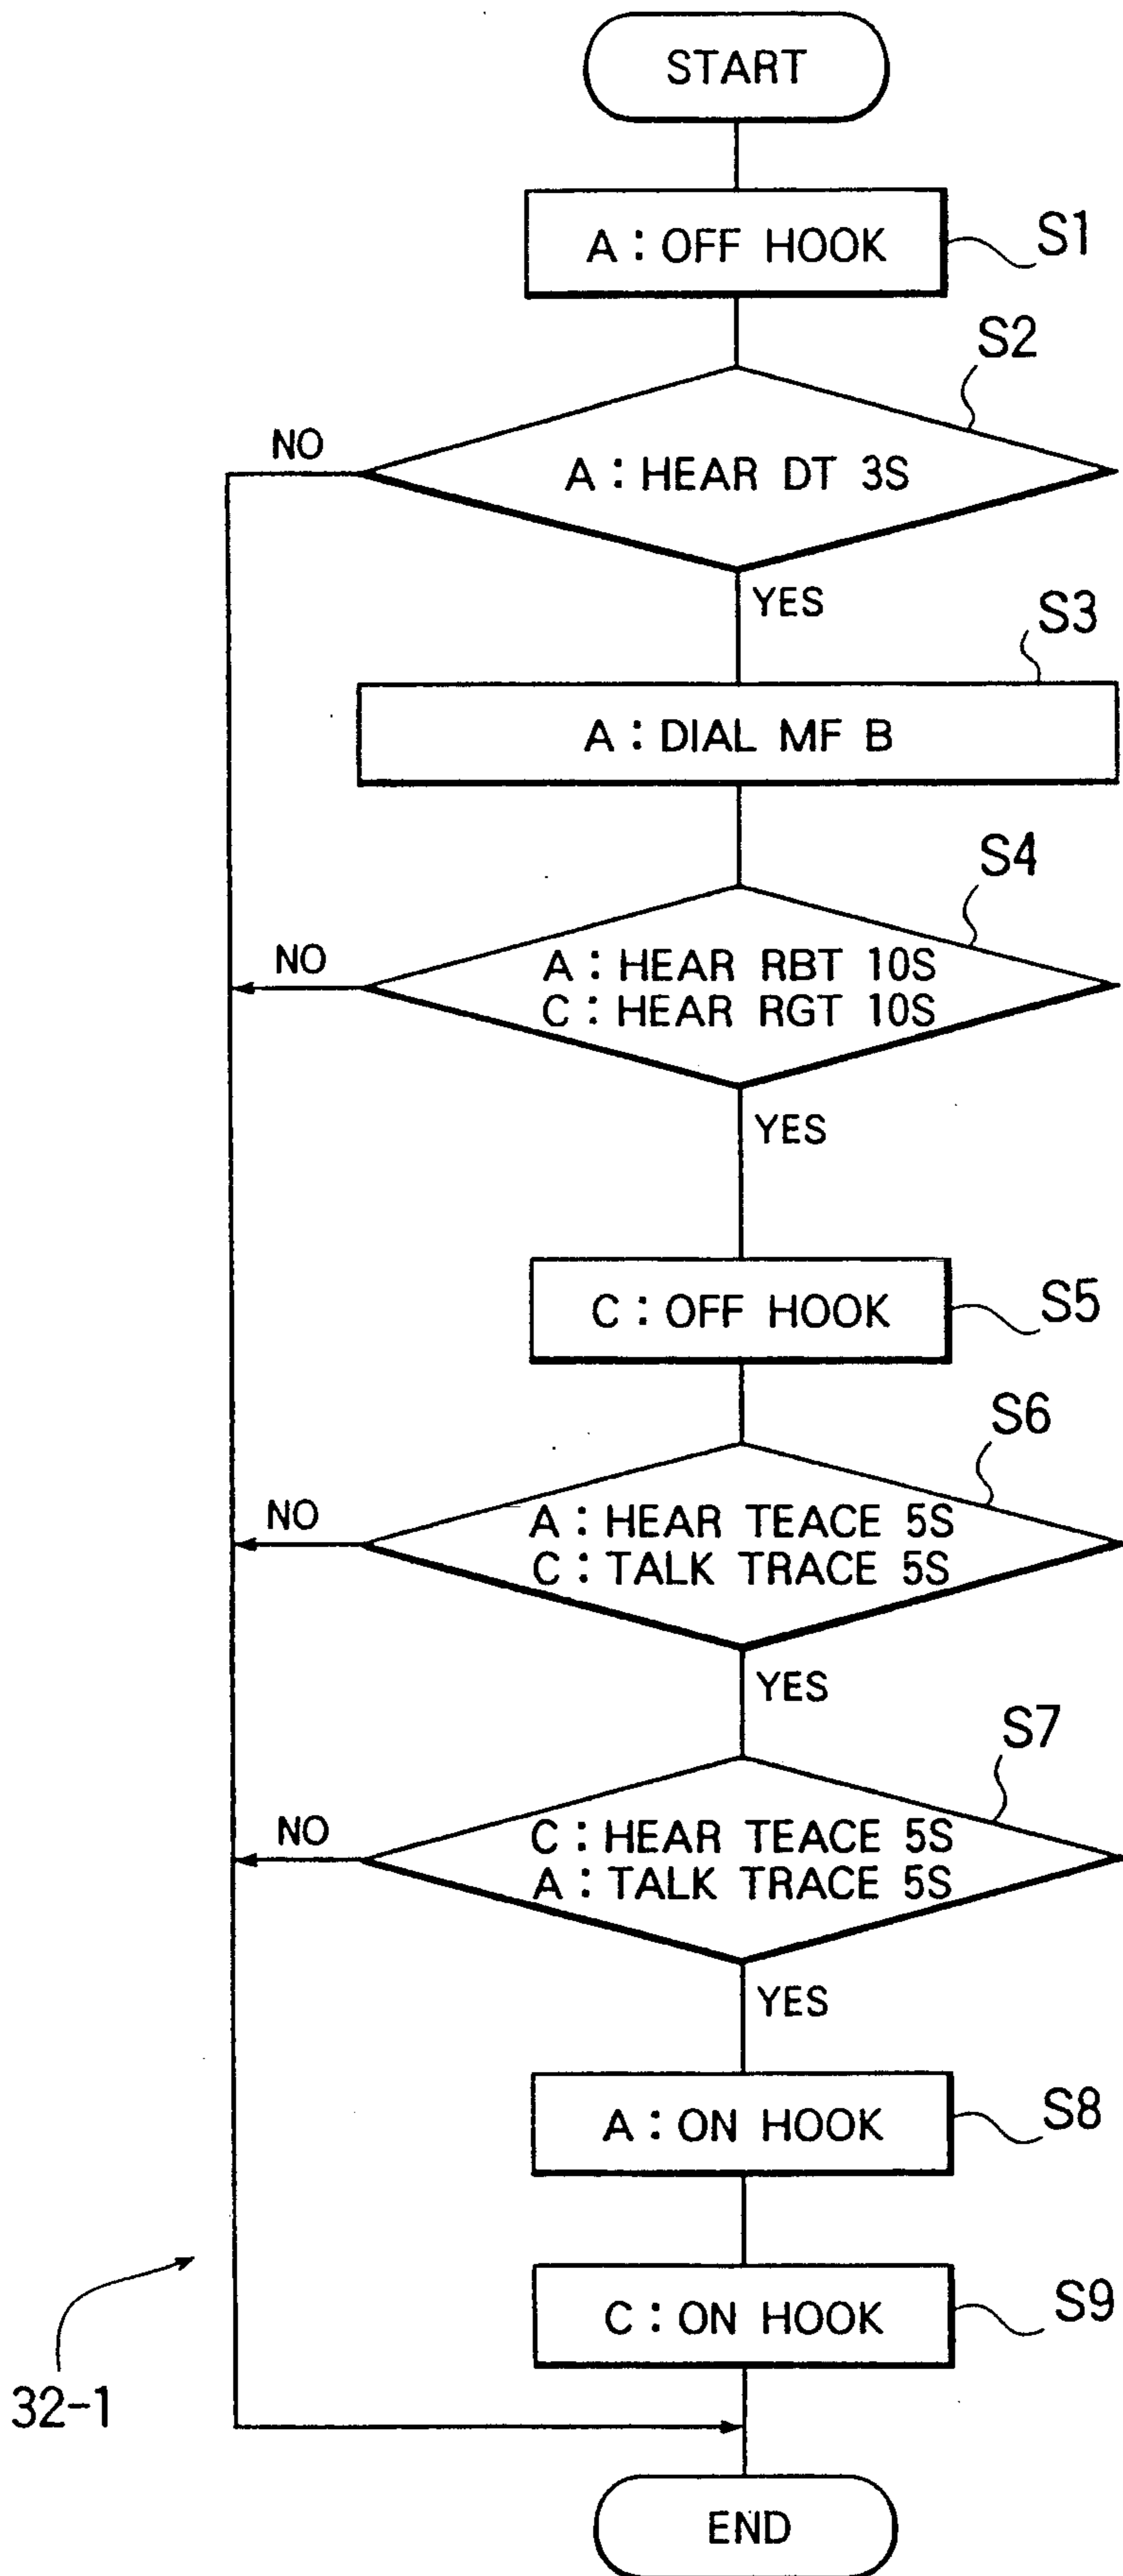 START
A : OFF HOOK
S1
S2
NO
A : HEAR DT 3S
YES
S3
A : DIAL MF B
S4
NO
A : HEAR RBT 10S
C : HEAR RGT 10S
YES
C : OFF HOOK
S5
S6
NO
A : HEAR TEACE 5S
C : TALK TRACE 5S
YES
S7
NO
C : HEAR TEACE 5S
A : TALK TRACE 5S
YES
A : ON HOOK
S8
C : ON HOOK
S9
32-1
END